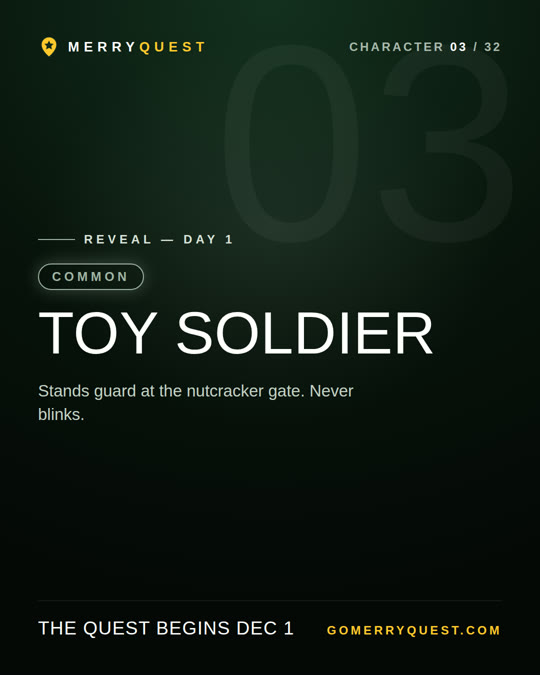 MERRYQUEST
CHARACTER 03 / 32
03
REVEAL — DAY 1
COMMON
TOY SOLDIER
Stands guard at the nutcracker gate. Never
blinks.
THE QUEST BEGINS DEC 1
GOMERRYQUEST.COM